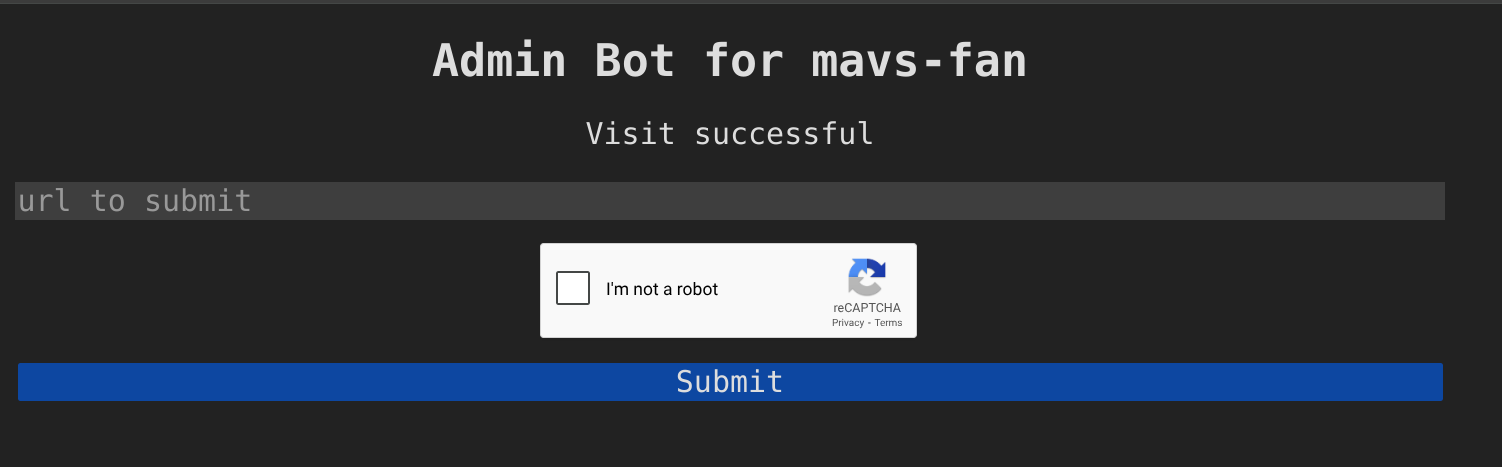 Admin Bot for mavs-fan
Visit successful
url to submit
I'm not a robot
reCAPTCHA
Privacy - Terms
Submit